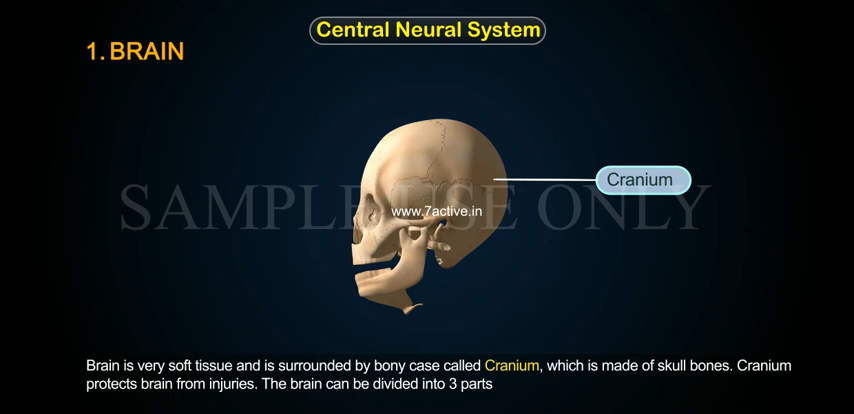 Central Neural System
1. BRAIN
Cranium
SAMPLE USE ONLY
www.7active.in
Brain is very soft tissue and is surrounded by bony case called Cranium, which is made of skull bones. Cranium
protects brain from injuries. The brain can be divided into 3 parts